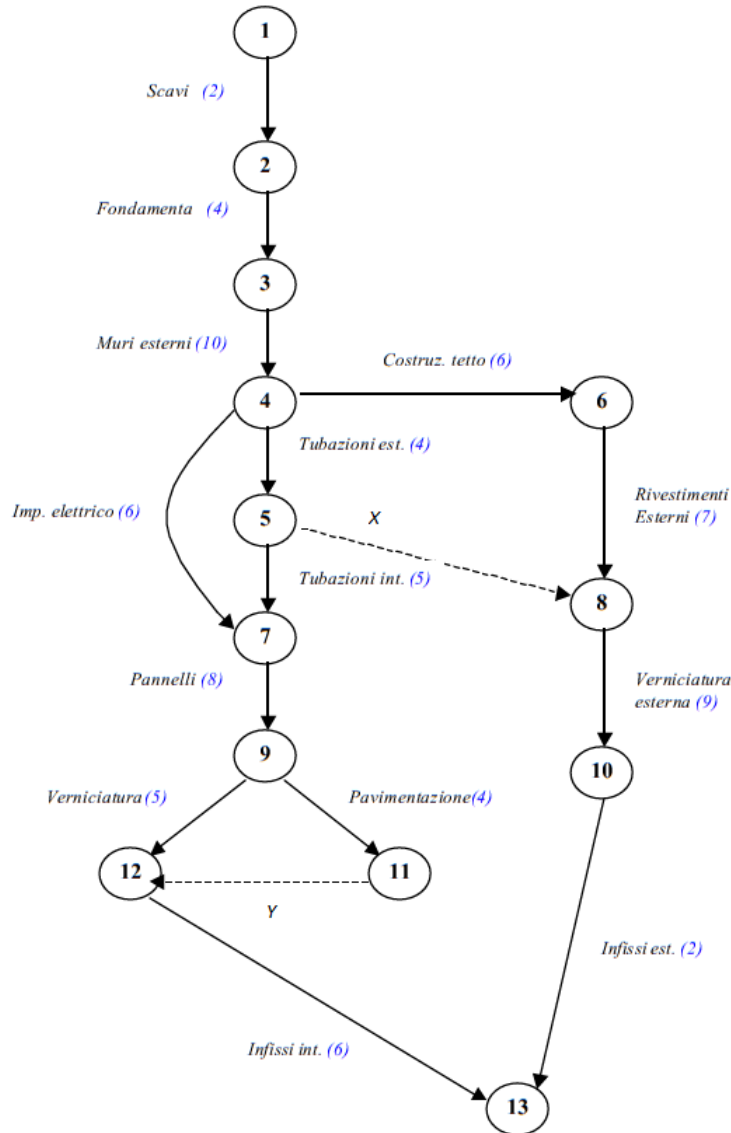 1
Scavi (2)
2
Fondamenta (4)
3
Muri esterni (10)
Costruz. tetto (6)
4
6
Tubazioni est. (4)
Imp. elettrico (6)
5
X
Rivestimenti
Esterni (7)
Tubazioni int. (5)
8
7
Pannelli (8)
Verniciatura
esterna (9)
9
10
Verniciatura (5)
Pavimentazione(4)
12
11
Y
Infissi est. (2)
Infissi int. (6)
13